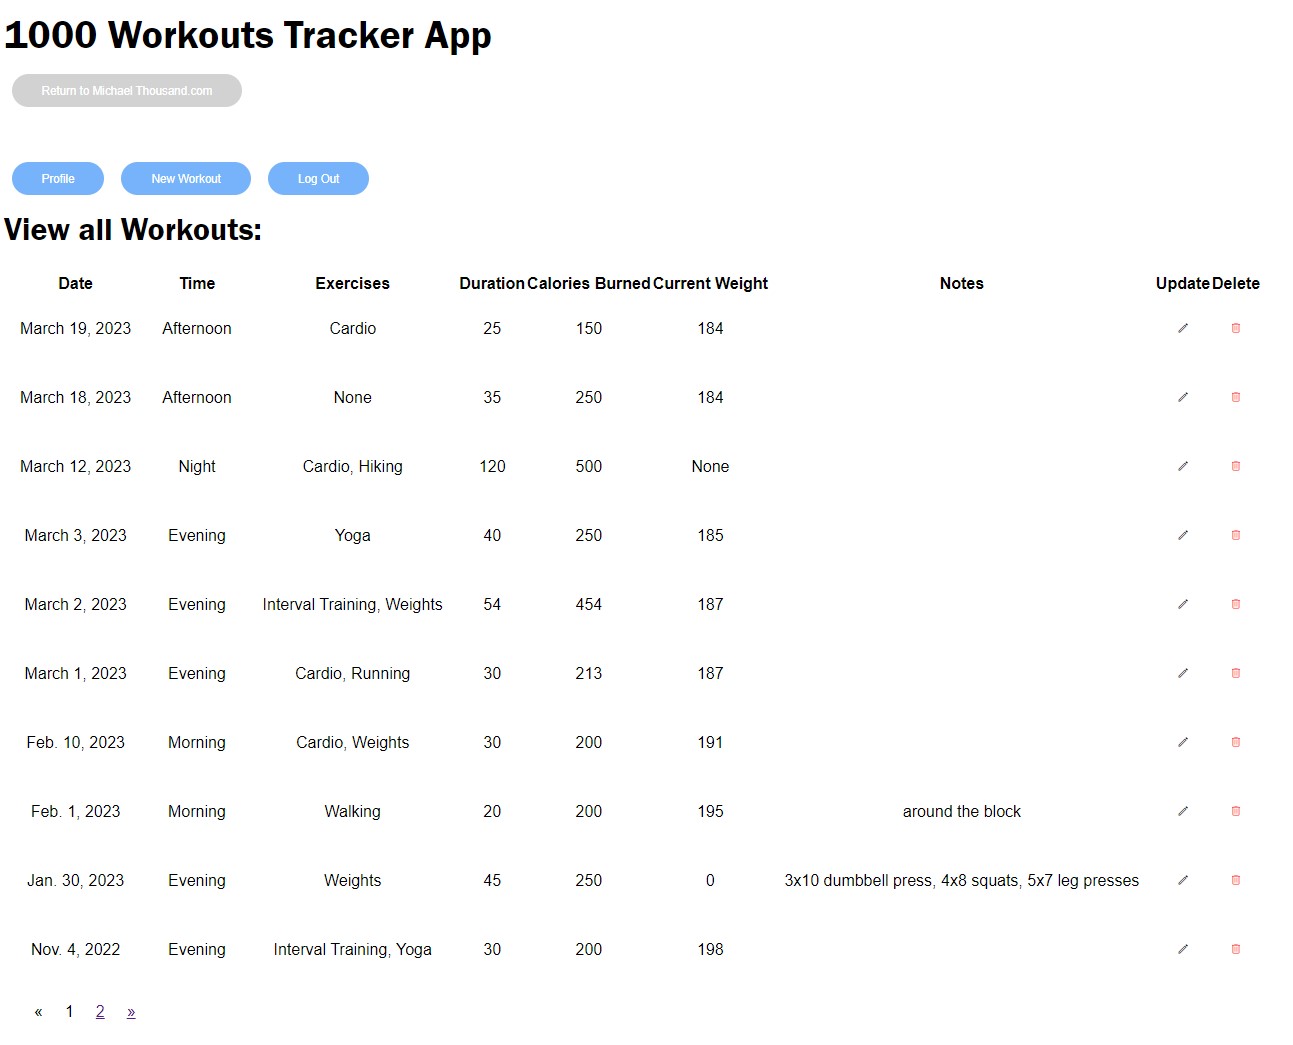 1000 Workouts Tracker App
Return to Michael Thousand.com
Profile New Workout Log Out
View all Workouts:
Date Time Exercises Duration Calories Burned Current Weight Notes Update Delete
March 19, 2023 Afternoon Cardio 25 150 184
March 18, 2023 Afternoon None 35 250 184
March 12, 2023 Night Cardio, Hiking 120 500 None
March 3, 2023 Evening Yoga 40 250 185
March 2, 2023 Evening Interval Training, Weights 54 454 187
March 1, 2023 Evening Cardio, Running 30 213 187
Feb. 10, 2023 Morning Cardio, Weights 30 200 191
Feb. 1, 2023 Morning Walking 20 200 195 around the block
Jan. 30, 2023 Evening Weights 45 250 0 3x10 dumbbell press, 4x8 squats, 5x7 leg presses
Nov. 4, 2022 Evening Interval Training, Yoga 30 200 198
« 1 2 »